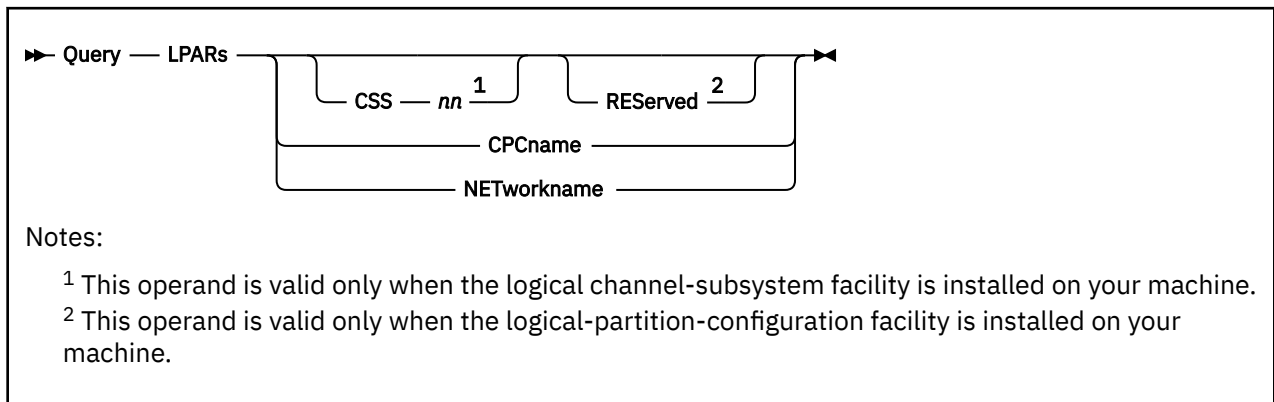 Query LPARs
CSS nn 1 REServed 2
CPCname
NETworkname
Notes:
1 This operand is valid only when the logical channel-subsystem facility is installed on your machine.
2 This operand is valid only when the logical-partition-configuration facility is installed on your
machine.